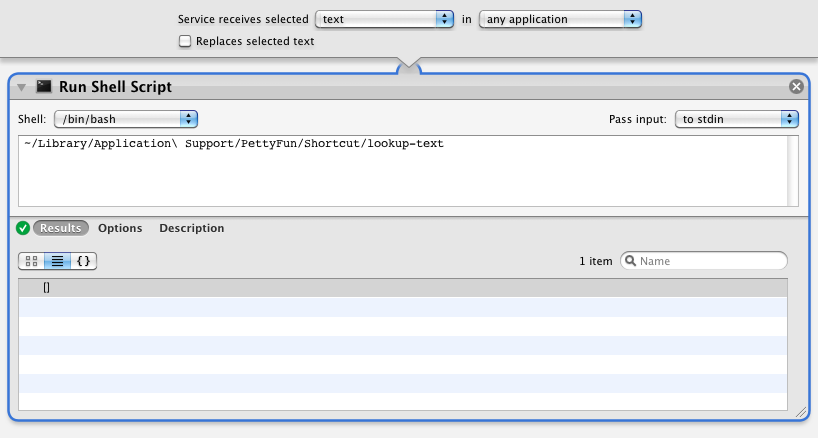 Service receives selected text in any application
Replaces selected text
Run Shell Script
Shell: /bin/bash Pass input: to stdin
~/Library/Application\ Support/PettyFun/Shortcut/lookup-text
Results Options Description
{} 1 item Name
[]